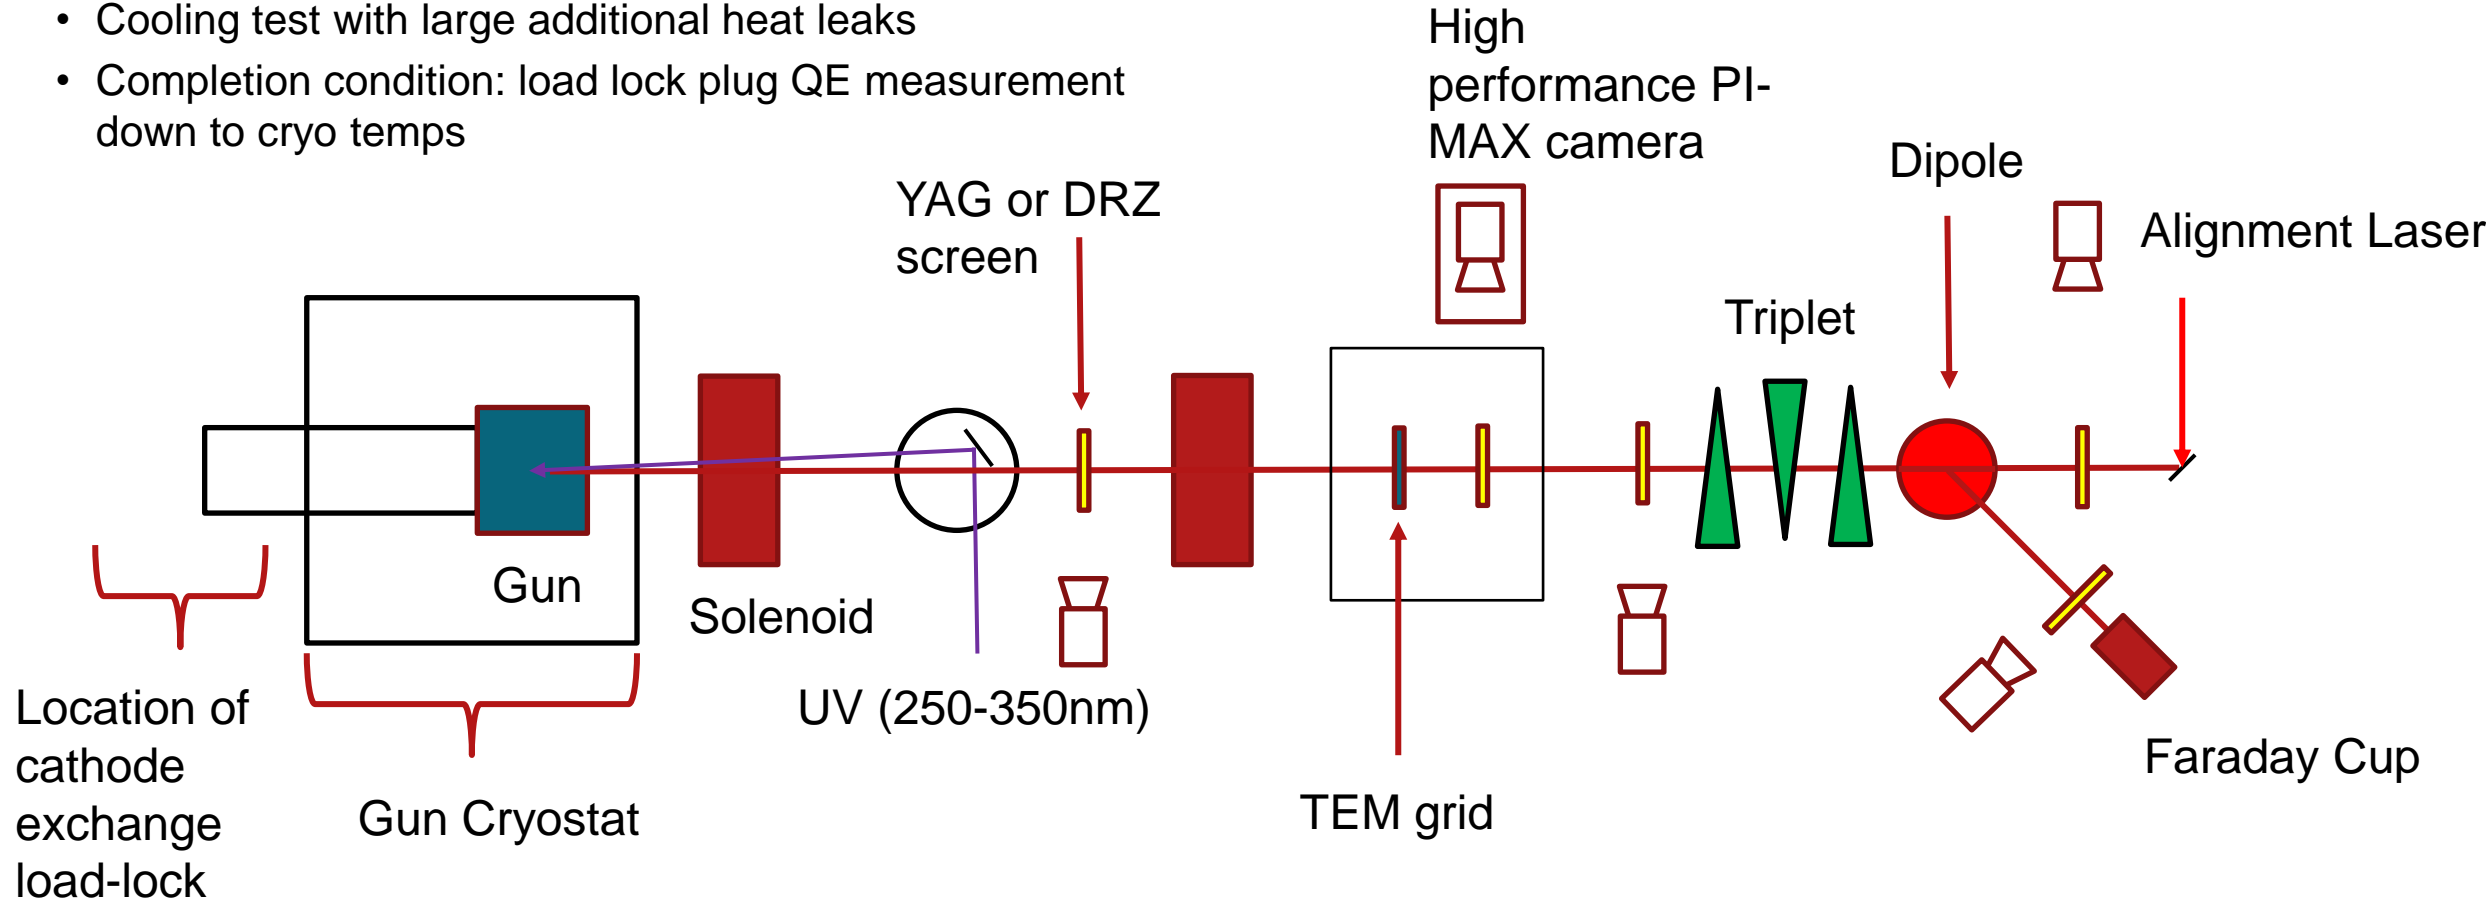 • Cooling test with large additional heat leaks
• Completion condition: load lock plug QE measurement
down to cryo temps
High
performance PI-
MAX camera
Dipole
YAG or DRZ
screen
Alignment Laser
Triplet
Gun
Solenoid
UV (250-350nm)
Location of
cathode
exchange
load-lock
Gun Cryostat
TEM grid
Faraday Cup